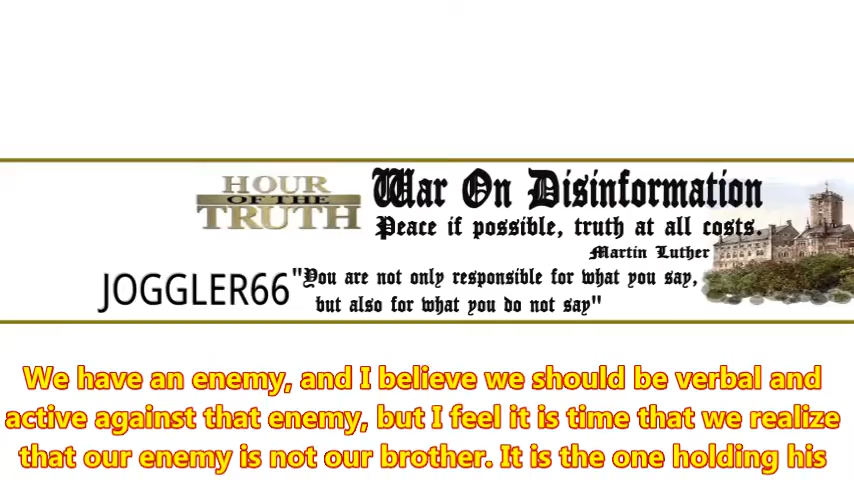 HOUR
OF THE
TRUTH
War On Disinformation
Peace if possible, truth at all costs.
Martin Luther
JOGGLER66
"You are not only responsible for what you say,
but also for what you do not say"
We have an enemy, and I believe we should be verbal and
active against that enemy, but I feel it is time that we realize
that our enemy is not our brother. It is the one holding his